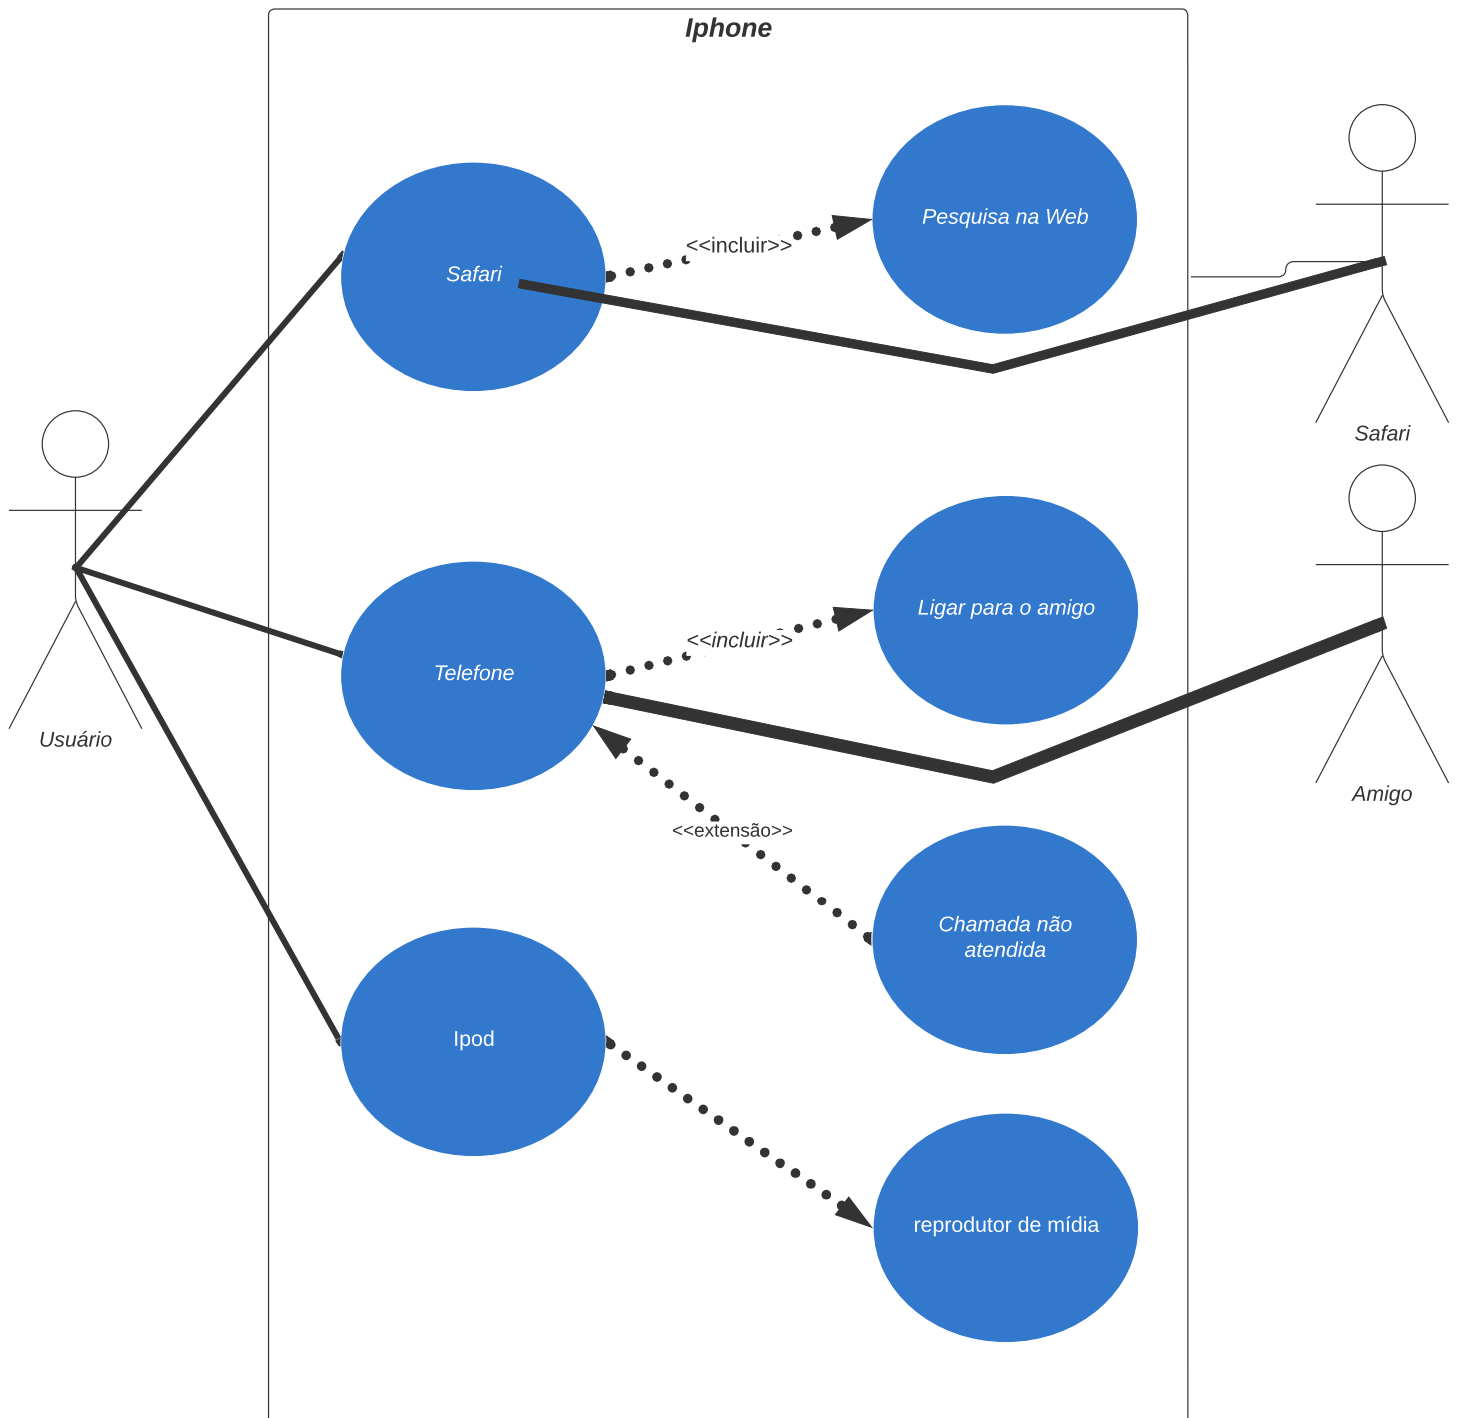 Iphone
Pesquisa na Web
<<incluir>>
Safari
Safari
Ligar para o amigo
<<incluir>>
Telefone
Usuário
Amigo
<<extensão>>
Chamada não
atendida
Ipod
reprodutor de mídia